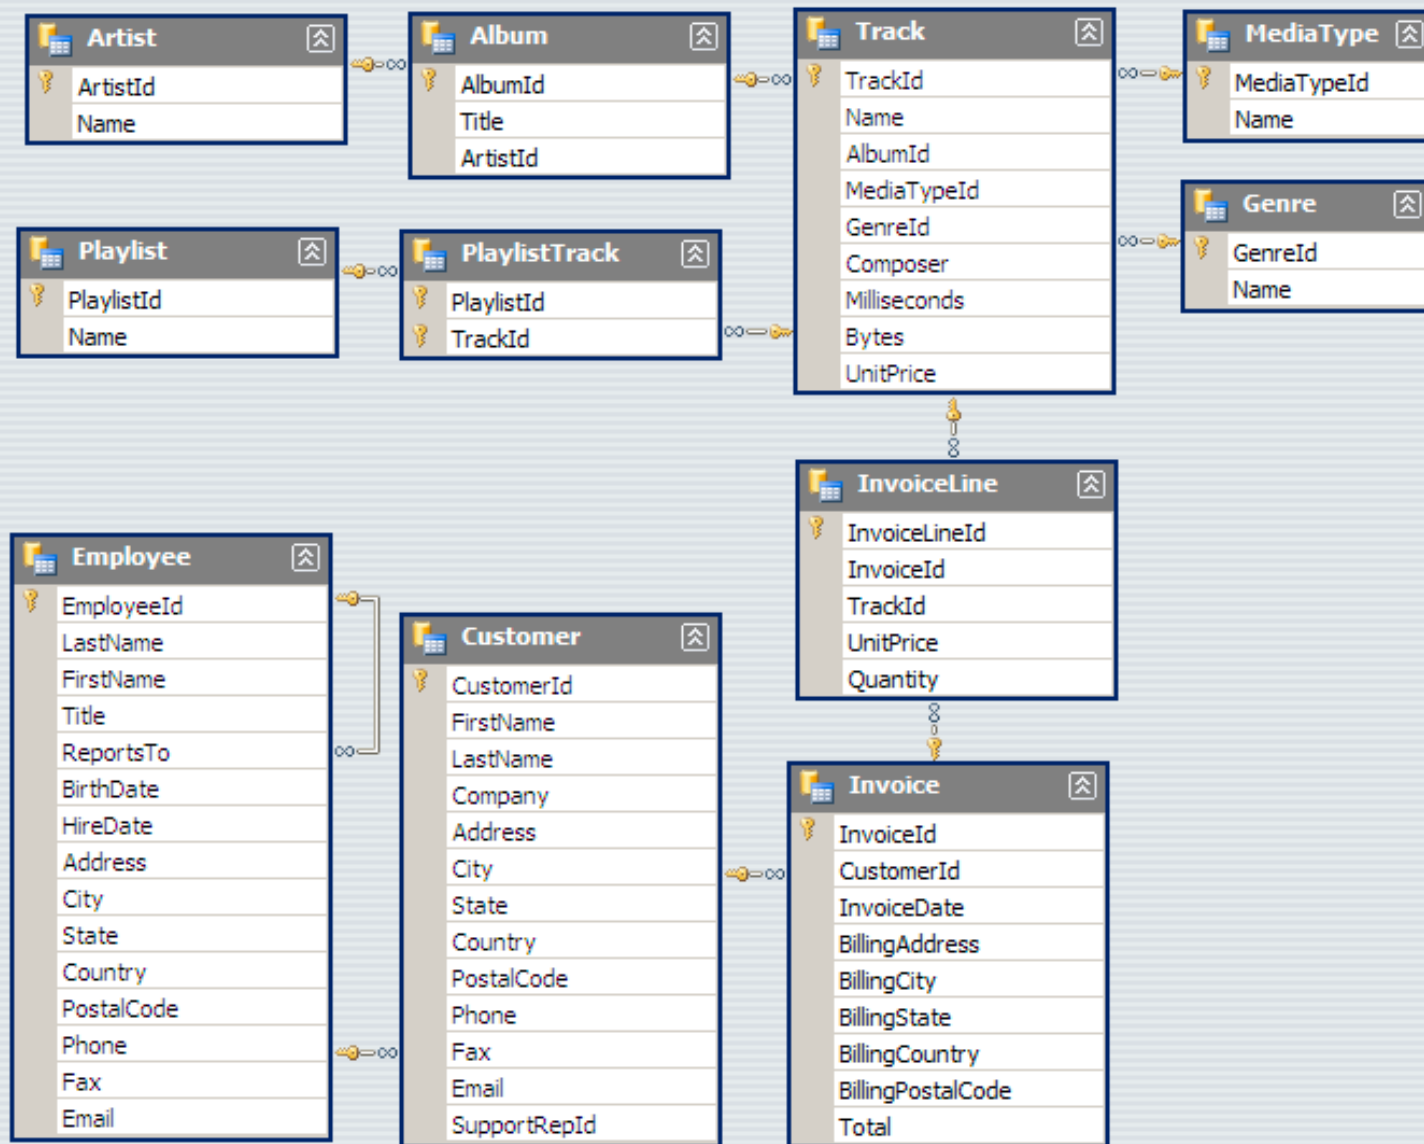 Artist
ArtistId
Name
Album
AlbumId
Title
ArtistId
Track
TrackId
Name
AlbumId
MediaTypeId
GenreId
Composer
Milliseconds
Bytes
UnitPrice
MediaType
MediaTypeId
Name
Genre
GenreId
Name
Playlist
PlaylistId
Name
PlaylistTrack
PlaylistId
TrackId
InvoiceLine
InvoiceLineId
InvoiceId
TrackId
UnitPrice
Quantity
Employee
EmployeeId
LastName
FirstName
Title
ReportsTo
BirthDate
HireDate
Address
City
State
Country
PostalCode
Phone
Fax
Email
Customer
CustomerId
FirstName
LastName
Company
Address
City
State
Country
PostalCode
Phone
Fax
Email
SupportRepId
Invoice
InvoiceId
CustomerId
InvoiceDate
BillingAddress
BillingCity
BillingState
BillingCountry
BillingPostalCode
Total